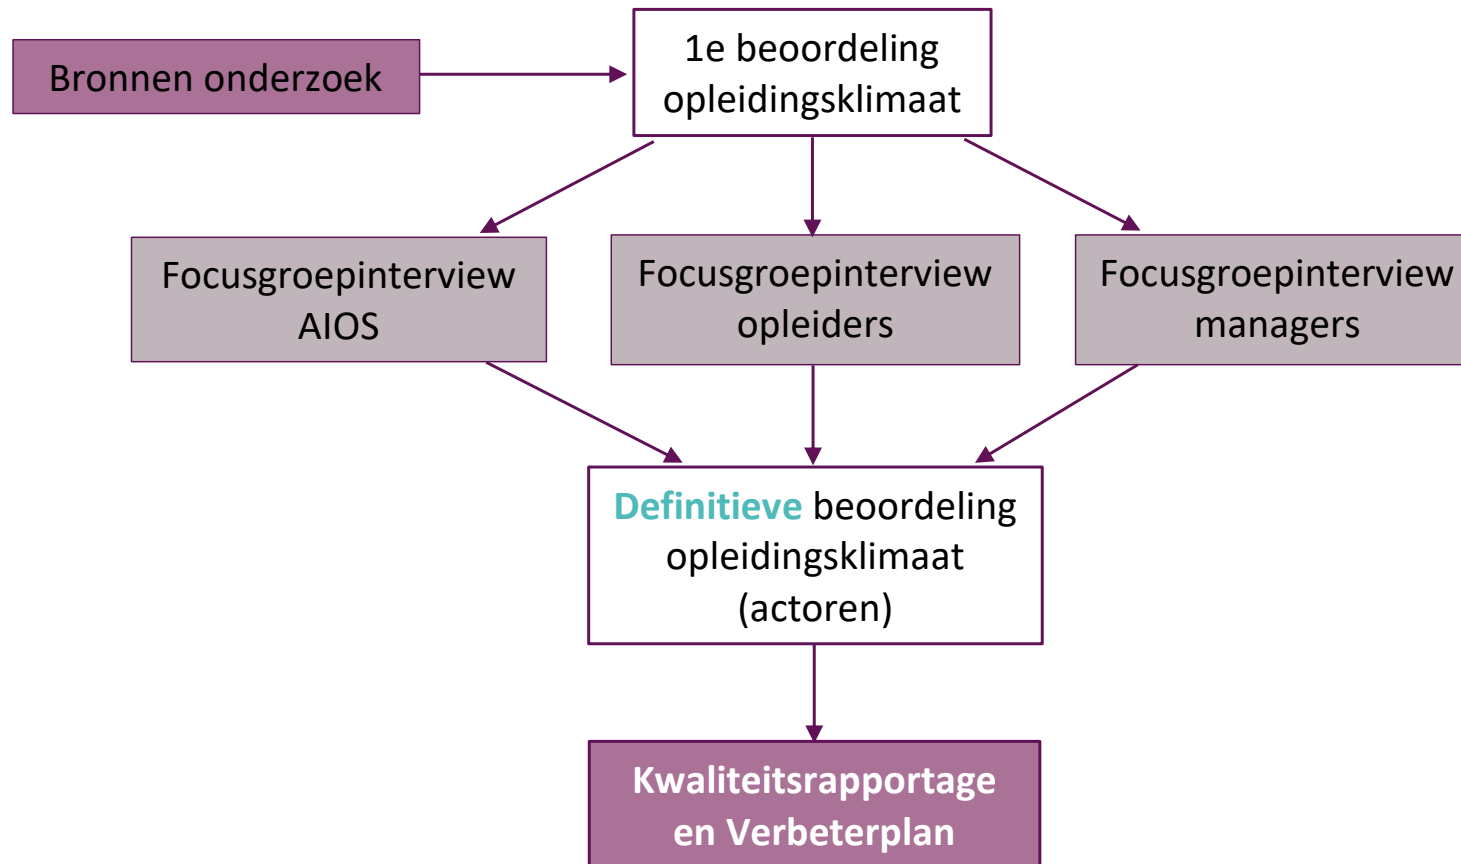 Bronnen onderzoek
1e beoordeling
opleidingsklimaat
Focusgroepinterview
AIOS
Focusgroepinterview
opleiders
Focusgroepinterview
managers
Definitieve beoordeling
opleidingsklimaat
(actoren)
Kwaliteitsrapportage
en Verbeterplan